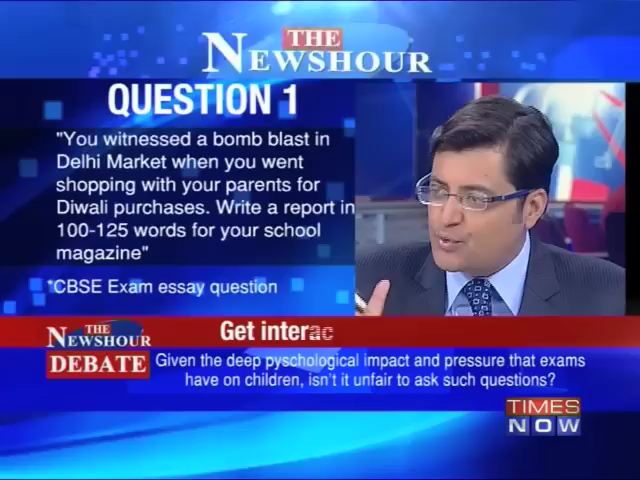 THE
NEWSHOUR
QUESTION 1
"You witnessed a bomb blast in
Delhi Market when you went
shopping with your parents for
Diwali purchases. Write a report in
100-125 words for your school
magazine"
*CBSE Exam essay question
Get interac
THE
NEWSHOUR
DEBATE
Given the deep pyschological impact and pressure that exams
have on children, isn't it unfair to ask such questions?
TIMES
NOW